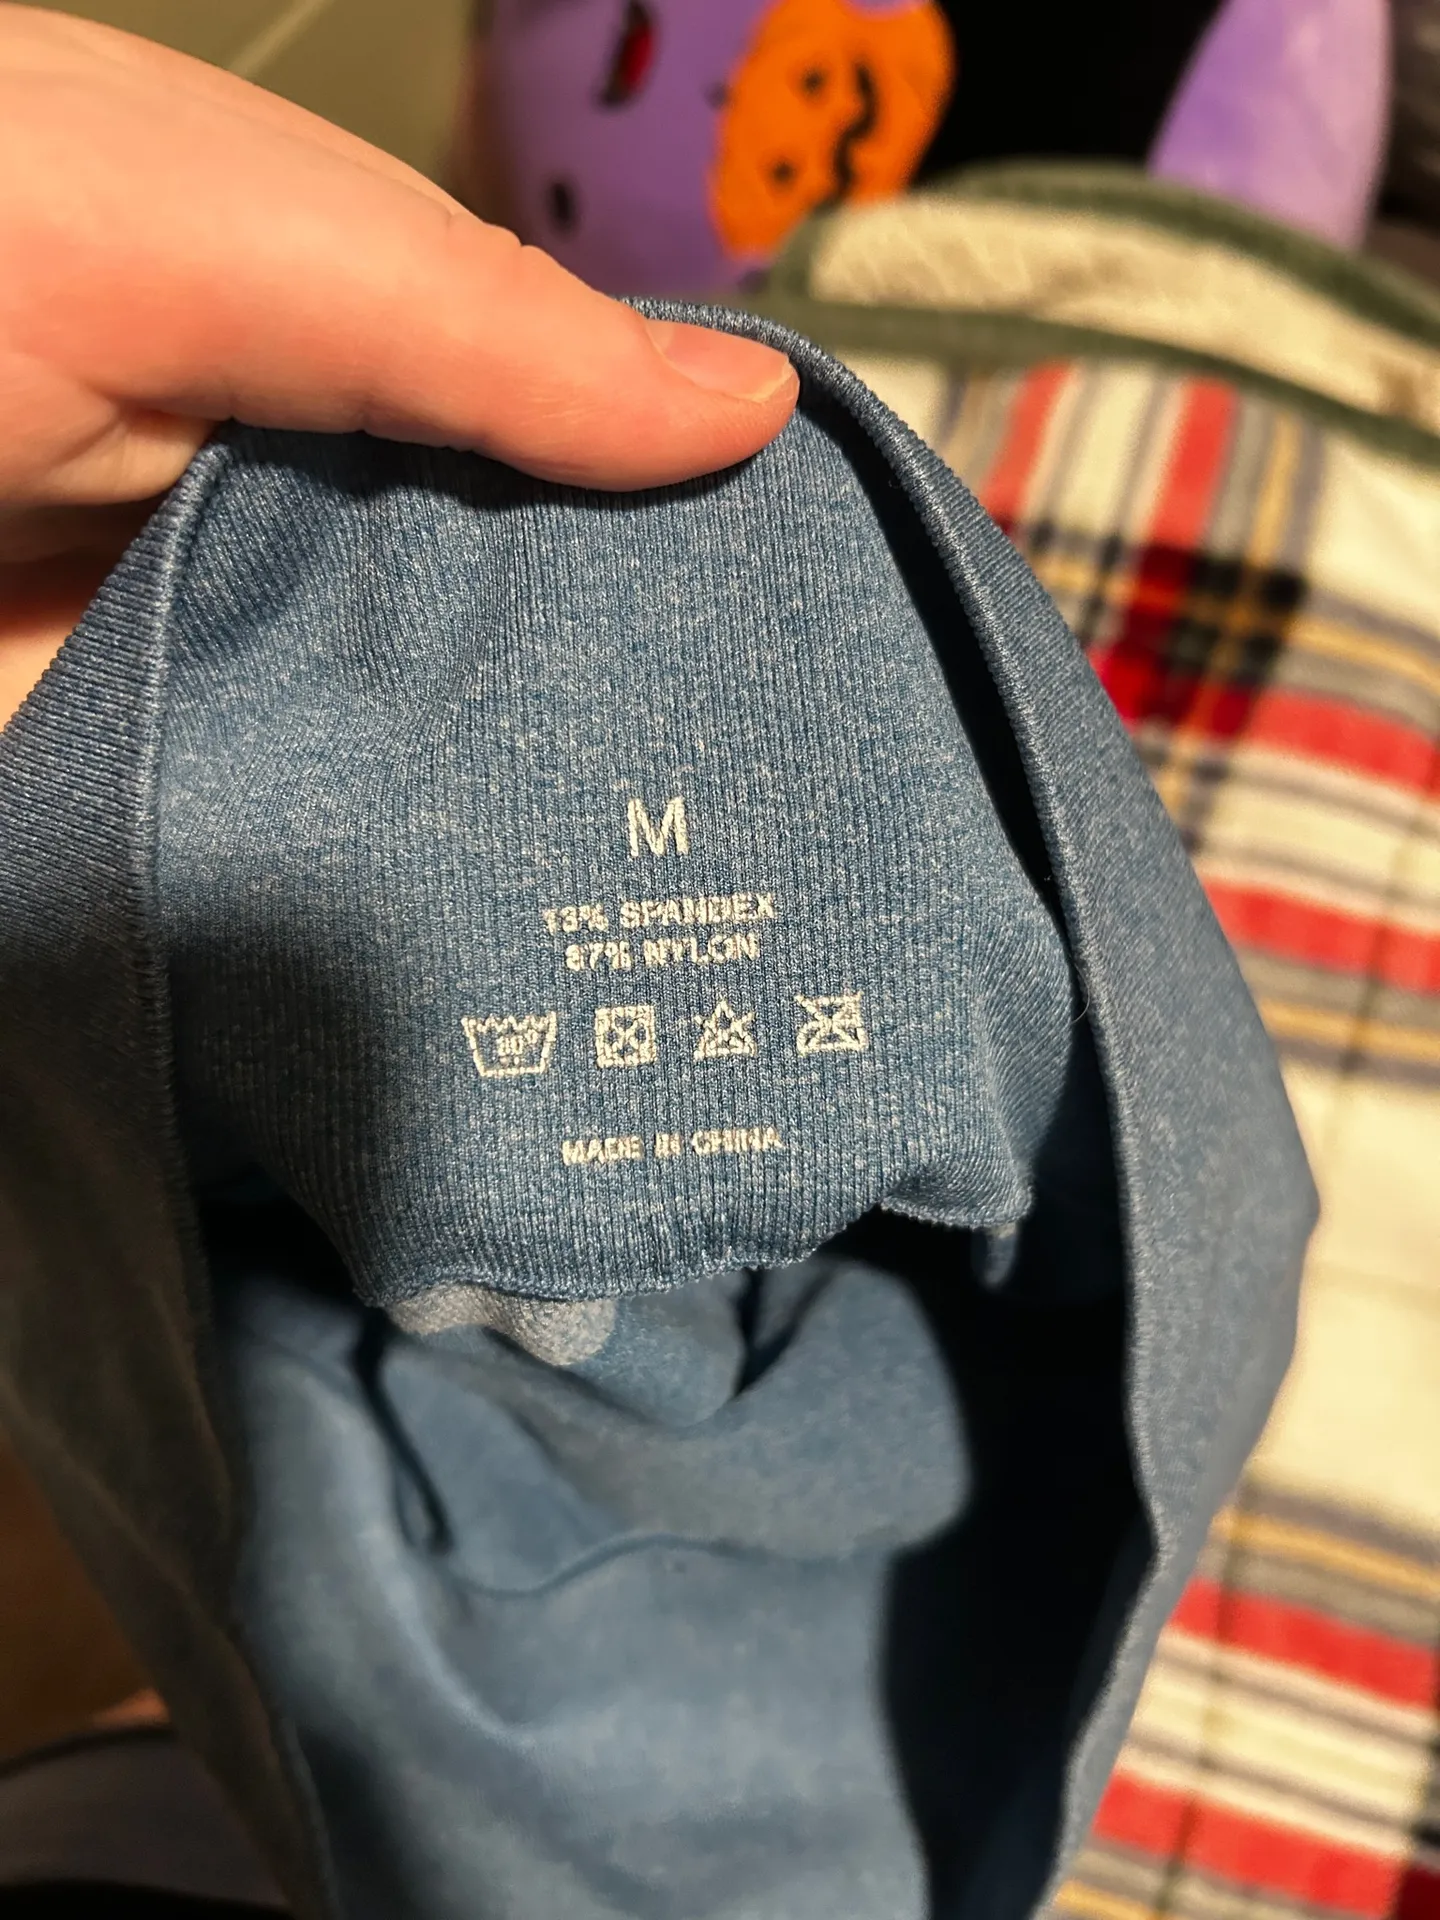 M
13% SPANDEX
87% NYLON
MADE IN CHINA